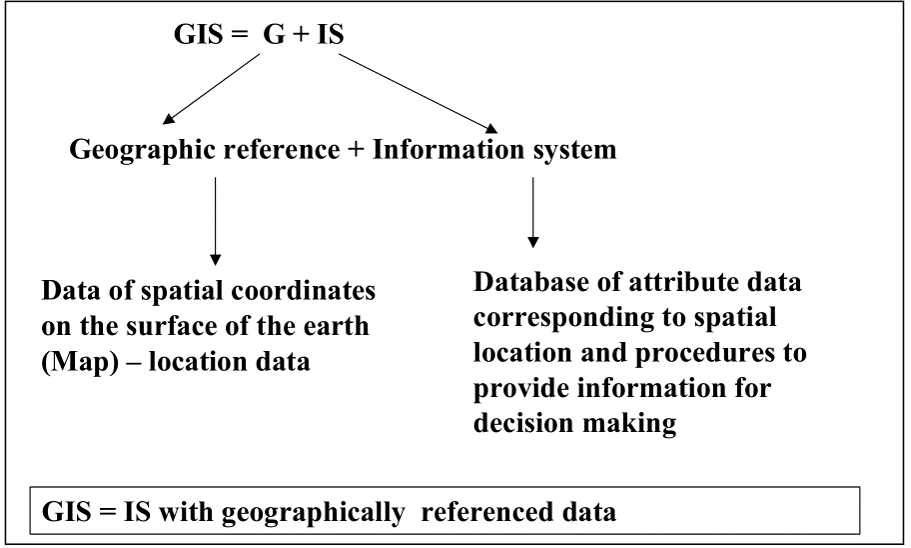 GIS = G + IS
Geographic reference + Information system
Data of spatial coordinates
on the surface of the earth
(Map) – location data
Database of attribute data
corresponding to spatial
location and procedures to
provide information for
decision making
GIS = IS with geographically referenced data